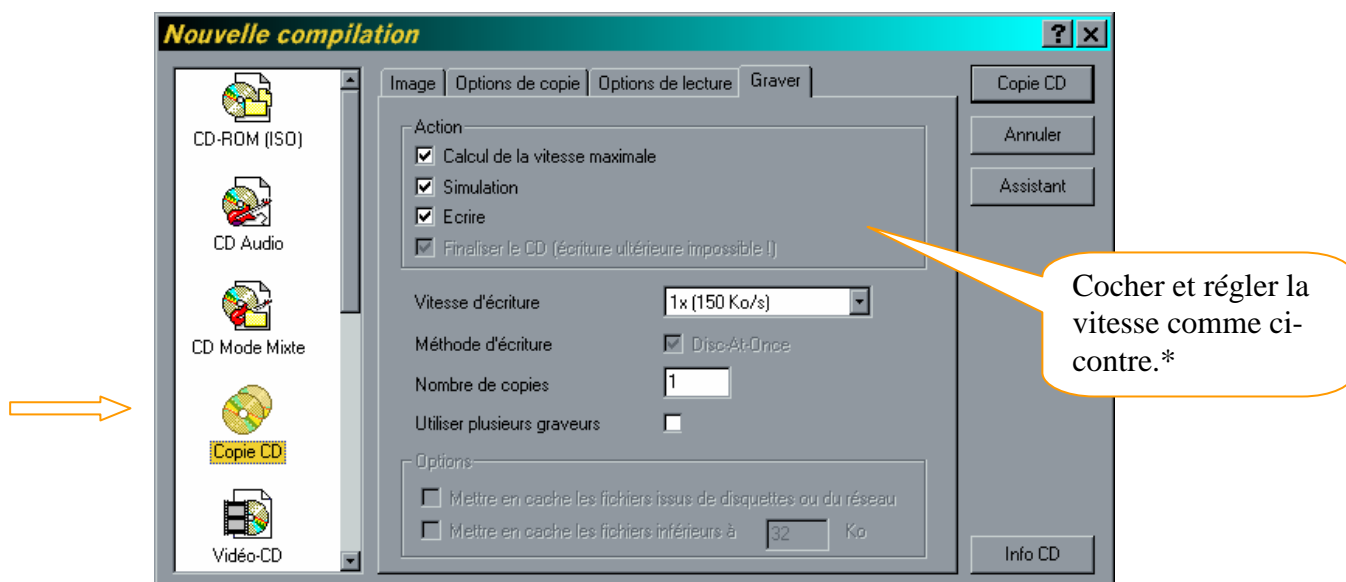 Nouvelle compilation
CD-ROM (ISO)
CD Audio
CD Mode Mixte
Copie CD
Vidéo-CD
Image
Options de copie
Options de lecture
Graver
Action
Calcul de la vitesse maximale
Simulation
Ecrire
Finaliser le CD (écriture ultérieure impossible !)
Vitesse d'écriture
1x (150 Ko/s)
Méthode d'écriture
Disc-At-Once
Nombre de copies
1
Utiliser plusieurs graveurs
Options
Mettre en cache les fichiers issus de disquettes ou du réseau
Mettre en cache les fichiers inférieurs à
32
Ko
Copie CD
Annuler
Assistant
Info CD
Cocher et régler la
vitesse comme ci-
contre.*